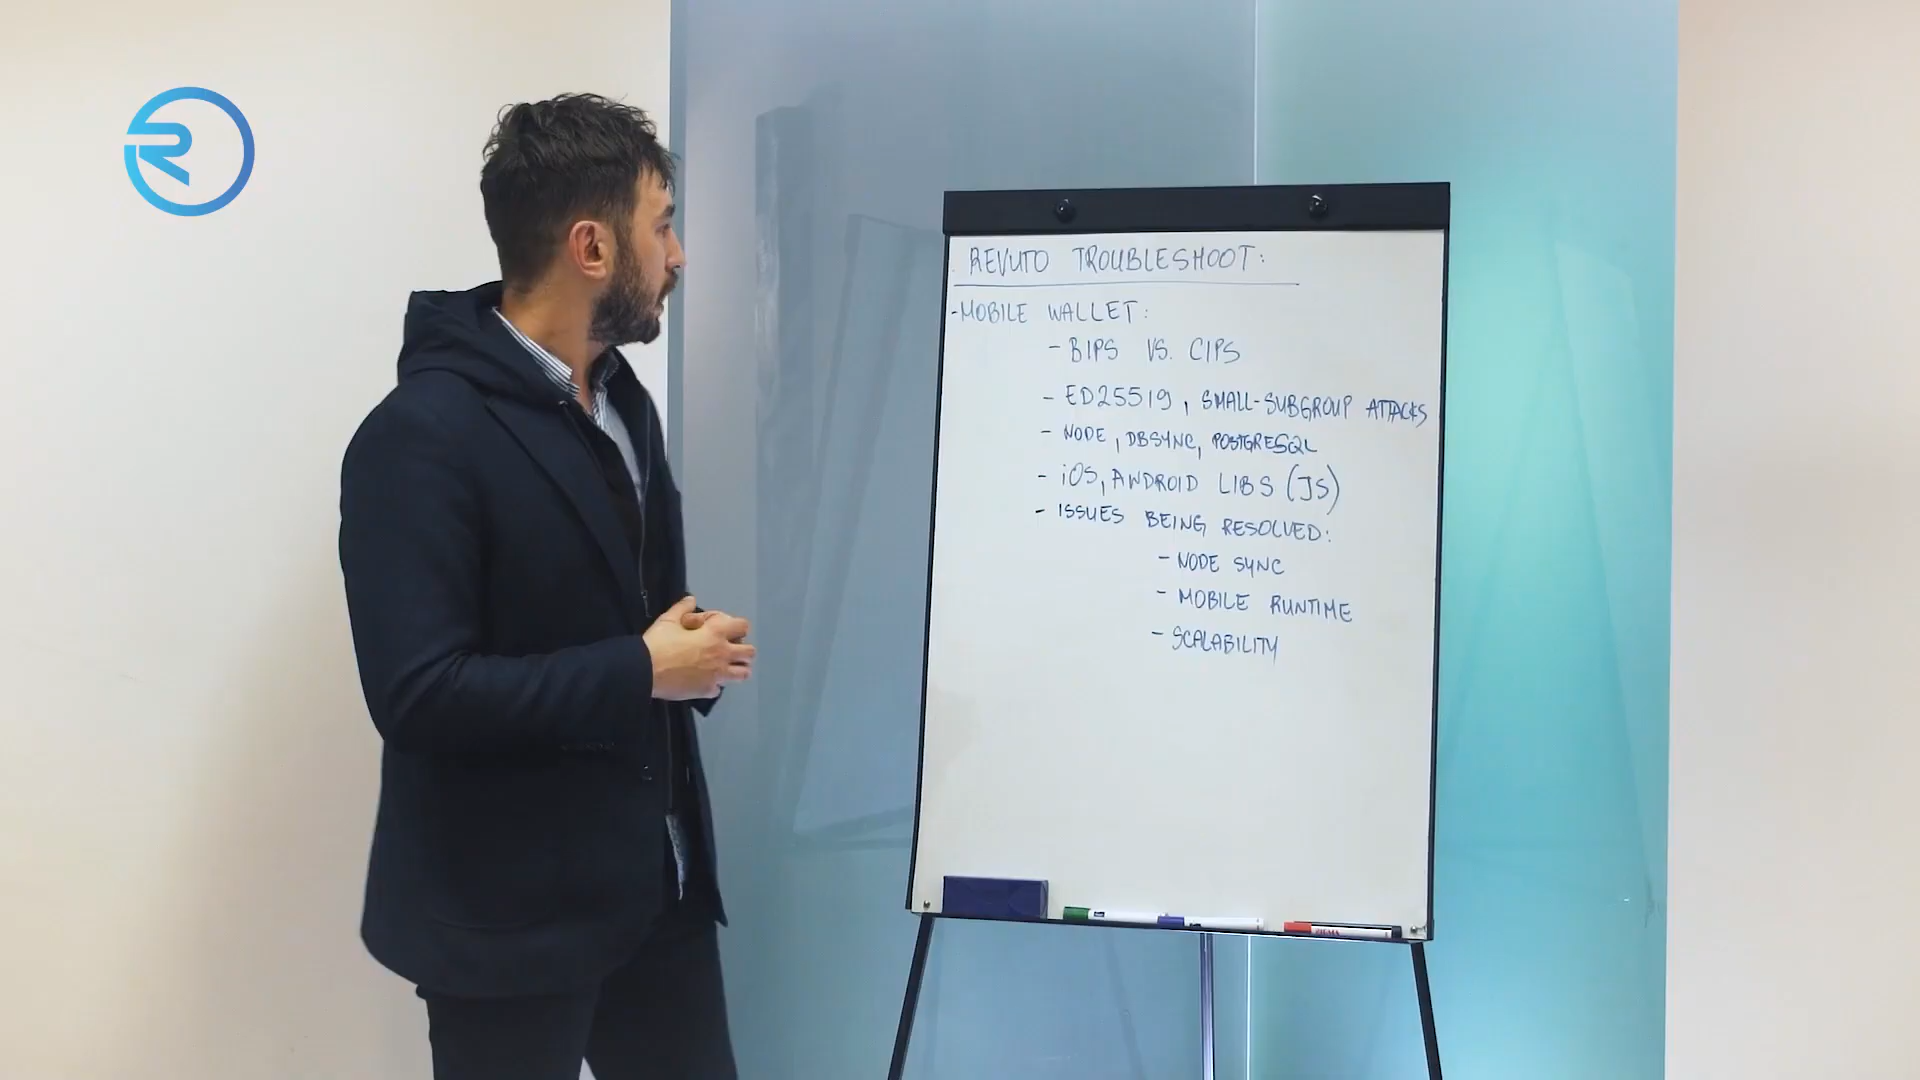 REVUTO TROUBLESHOOT:
- MOBILE WALLET:
- BIPS VS. CIPS
- ED25519, SMALL-SUBGROUP ATTACKS
- NODE, DBSYNC, POSTGRESQL
- iOS, ANDROID LIBS (JS)
- ISSUES BEING RESOLVED:
- NODE SYNC
- MOBILE RUNTIME
- SCALABILITY